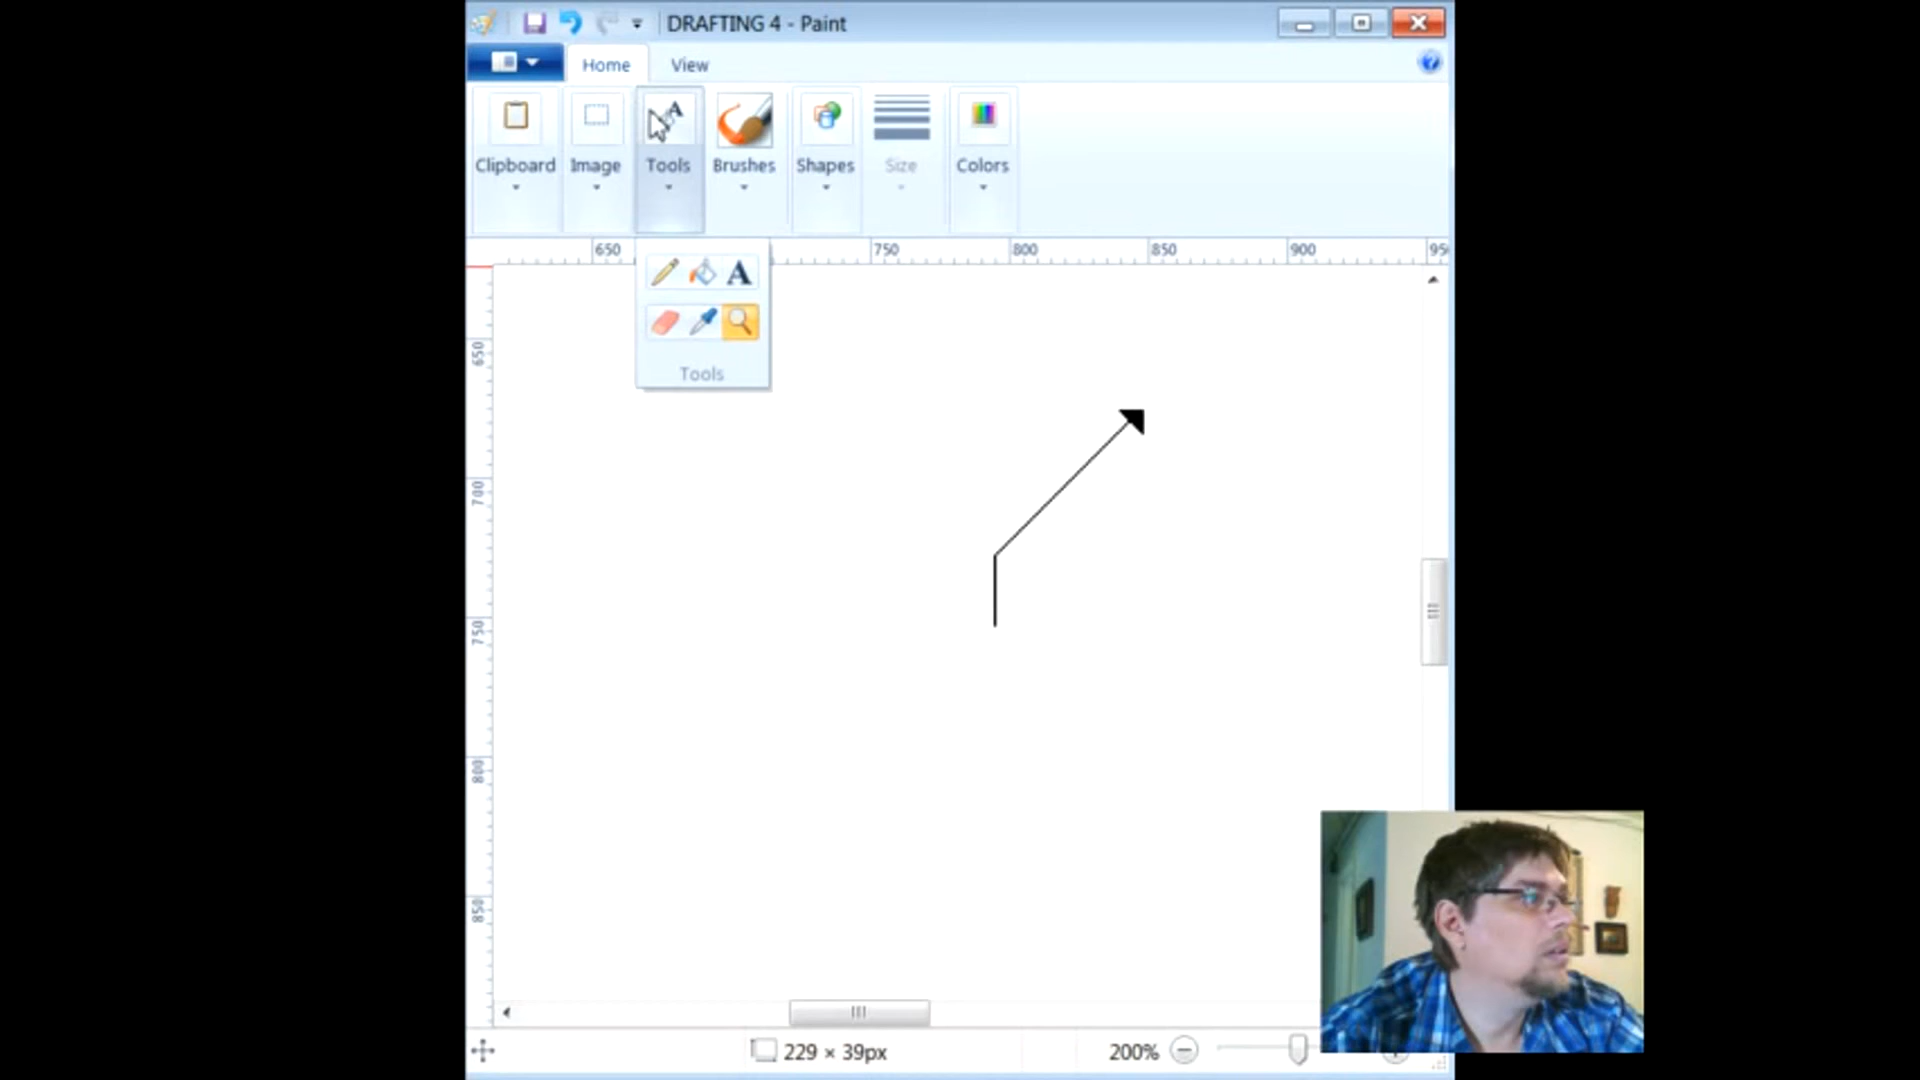 DRAFTING 4 - Paint
Home View
A
Clipboard Image Tools Brushes Shapes Size Colors
650 750 800 850 900 95
A
Tools
650
700
750
800
850
229 × 39px 200%